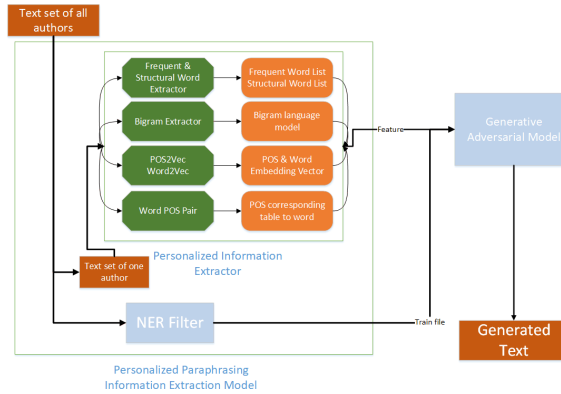 Text set of all
authors
Frequent &
Structural Word
Extractor
Frequent Word List
Structural Word List
Bigram Extractor
Bigram language
model
POS2Vec
Word2Vec
POS & Word
Embedding Vector
Word POS Pair
POS corresponding
table to word
Feature
Generative
Adversarial Model
Personalized Information
Extractor
Text set of one
author
NER Filter
Train file
Generated
Text
Personalized Paraphrasing
Information Extraction Model